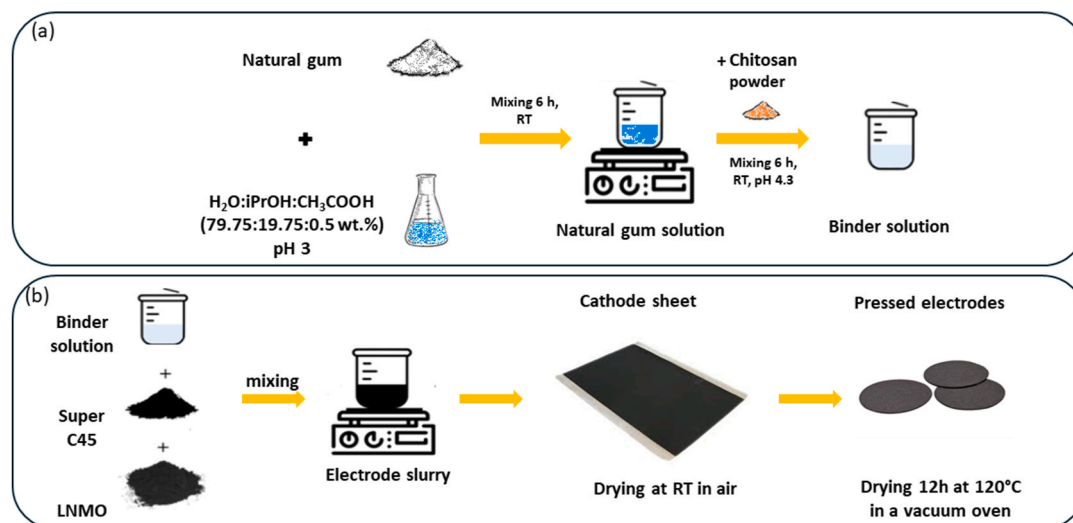 (a)
Natural gum
+
H₂O:iPrOH:CH₃COOH
(79.75:19.75:0.5 wt.%)
pH 3
Mixing 6 h,
RT
Natural gum solution
+ Chitosan
powder
Mixing 6 h,
RT, pH 4.3
Binder solution
(b)
Binder
solution
+
Super
C45
+
LNMO
mixing
Electrode slurry
Cathode sheet
Drying at RT in air
Pressed electrodes
Drying 12h at 120°C
in a vacuum oven